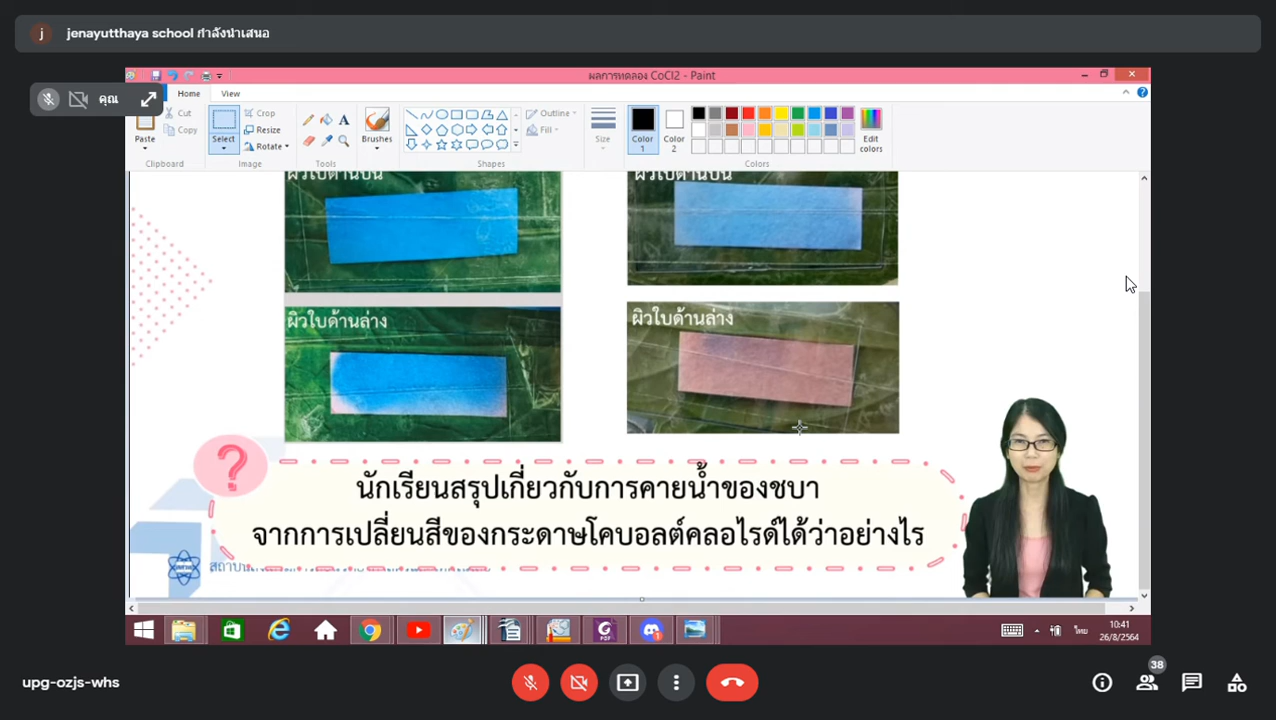 j jenayutthaya school กำลังนำเสนอ
ผลการทดลอง CoCl2 - Paint
คุณ
Home View
Cut
Copy
Paste
Clipboard
Crop
Resize
Rotate
Select
Image
Tools
Brushes
Outline
Fill
Shapes
Size
Color 1
Color 2
Edit colors
Colors
ผิวใบด้านบน
ผิวใบด้านบน
ผิวใบด้านล่าง
ผิวใบด้านล่าง
?
นักเรียนสรุปเกี่ยวกับการคายน้ำของชบา
จากการเปลี่ยนสีของกระดาษโคบอลต์คลอไรด์ได้ว่าอย่างไร
ไทย
10:41
26/8/2564
upg-ozjs-whs
38